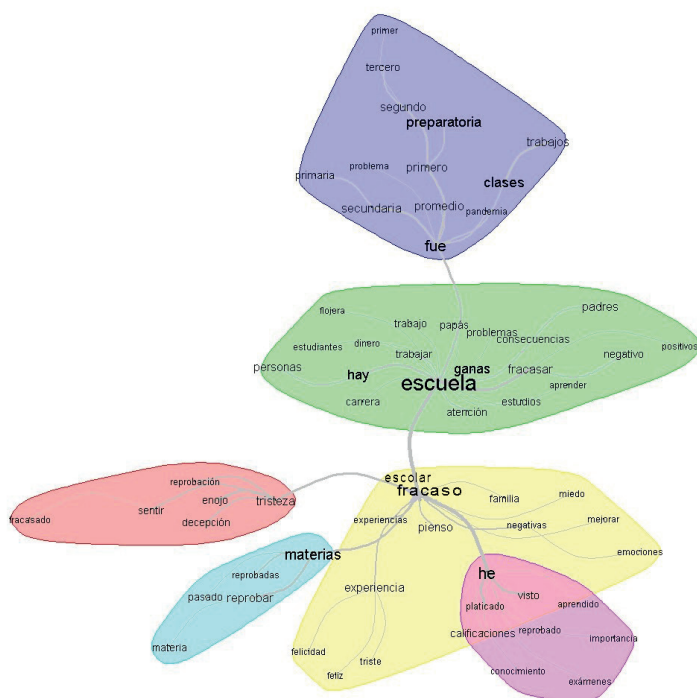 primer
tercero
segundo
preparatoria
trabajos
problema
primero
primaria
clases
secundaria
promedio
pandemia
fue
flojera
padres
trabajo
papás
problemas
consecuencias
estudiantes
dinero
trabajar
positivos
negativo
personas
hay
ganas
fracasar
escuela
aprender
carrera
estudios
atención
escolar
fracaso
reprobación
tristeza
enojo
sentir
decepción
fracasado
familia
miedo
experiencias
pienso
negativas
mejorar
emociones
materias
he
reprobadas
pasado
reprobar
experiencia
visto
platicado
aprendido
calificaciones
reprobado
importancia
materia
felicidad
triste
feliz
conocimiento
exámenes